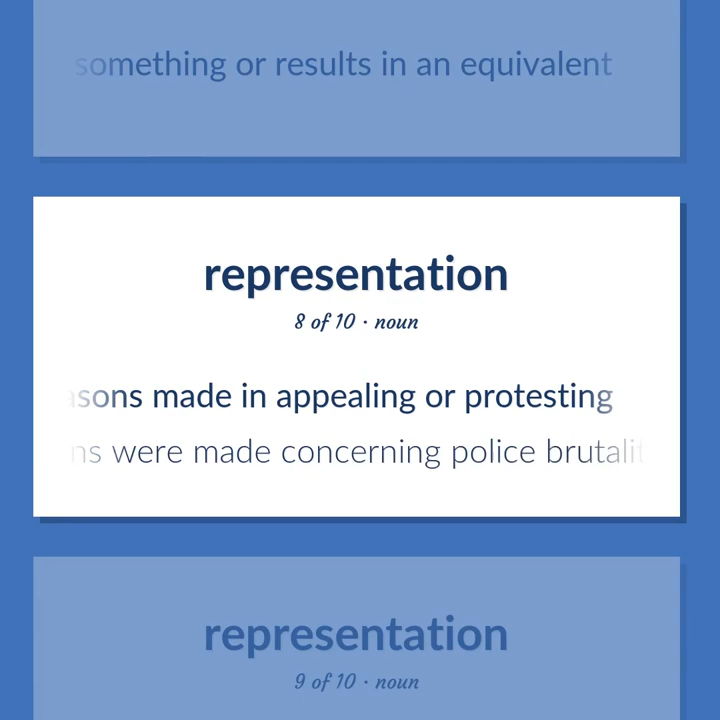 something or results in an equivalent
representation
8 of 10 · noun
made in appealing or protesting
were made concerning police
representation
9 of 10 · noun